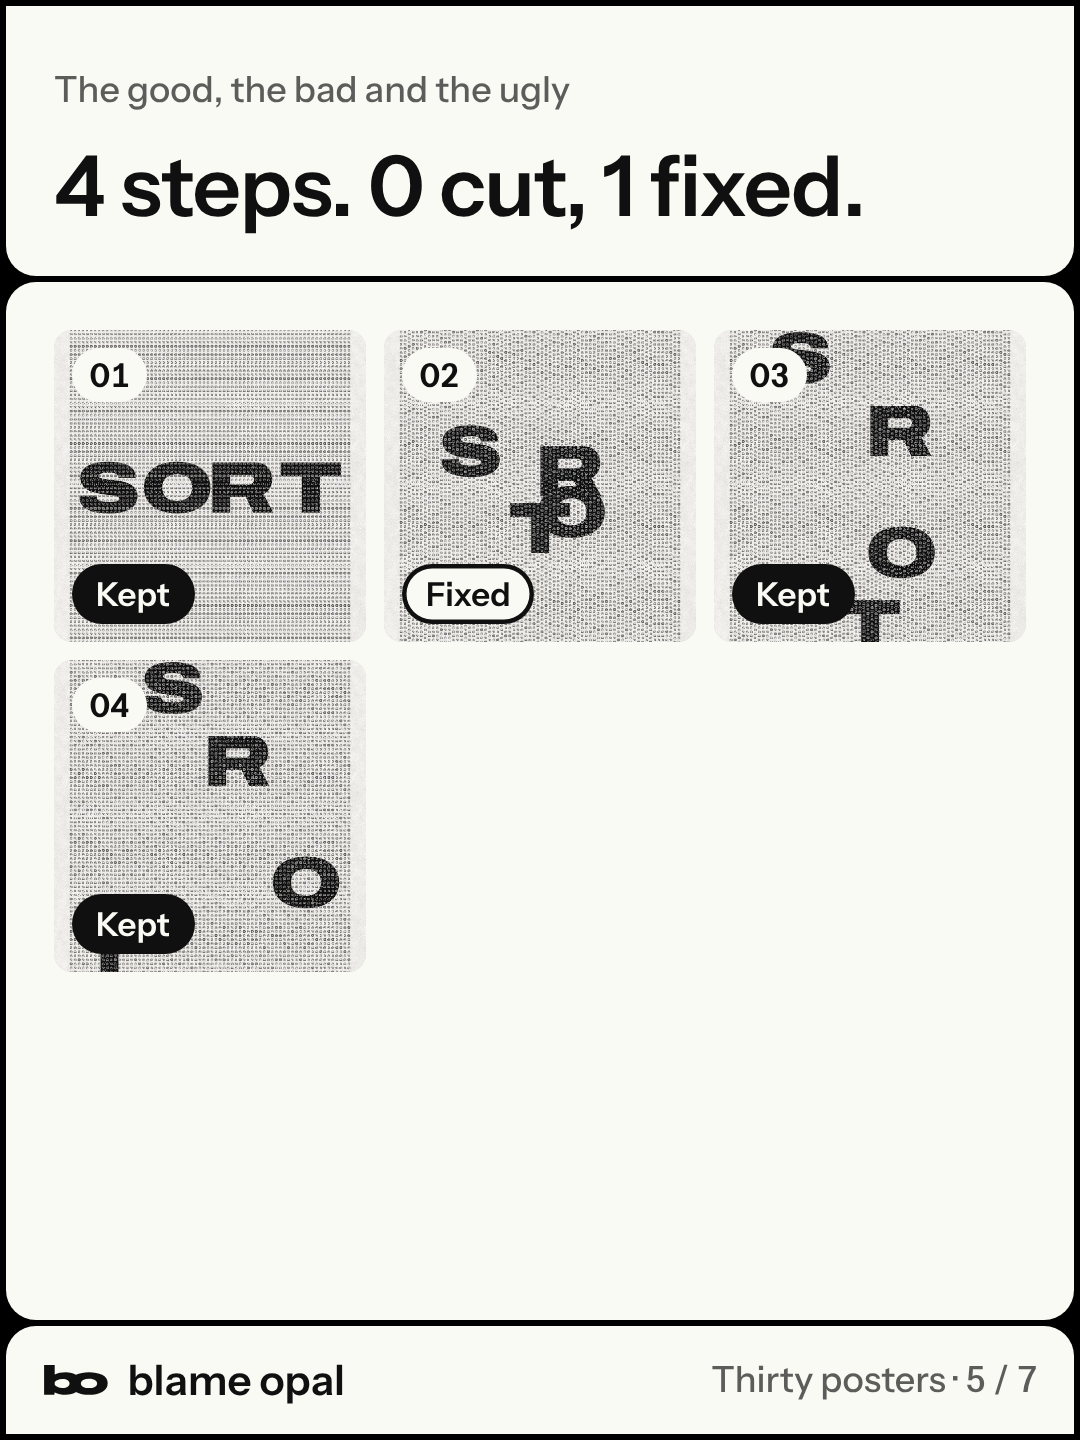 The good, the bad and the ugly
4 steps. 0 cut, 1 fixed.
01
SORT
Kept
02
S
R
O
T
Fixed
03
S
R
O
T
Kept
04
S
R
O
T
Kept
bo blame opal
Thirty posters · 5 / 7